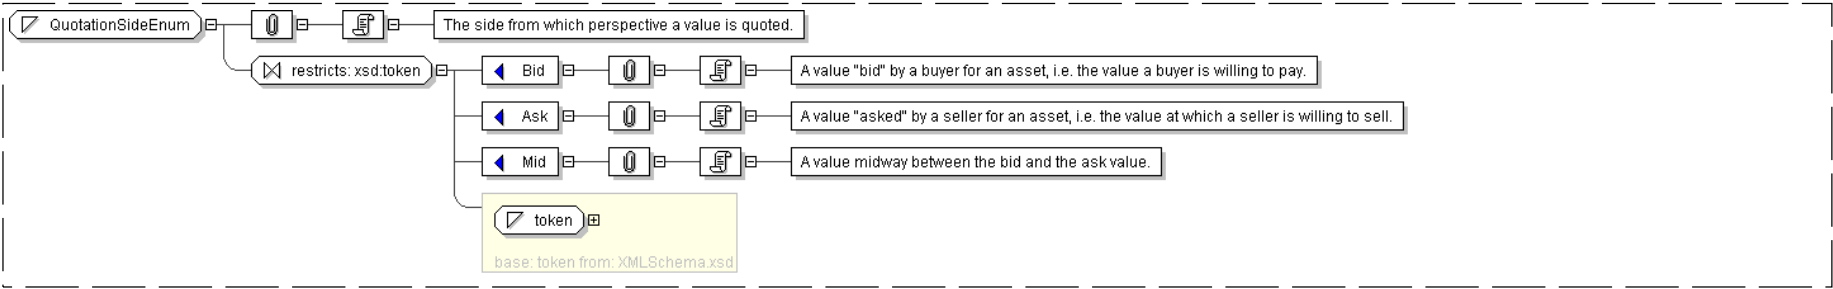 QuotationSideEnum
The side from which perspective a value is quoted.
restricts: xsd:token
Bid
A value "bid" by a buyer for an asset, i.e. the value a buyer is willing to pay.
Ask
A value "asked" by a seller for an asset, i.e. the value at which a seller is willing to sell.
Mid
A value midway between the bid and the ask value.
token
base: token from: XMLSchema.xsd